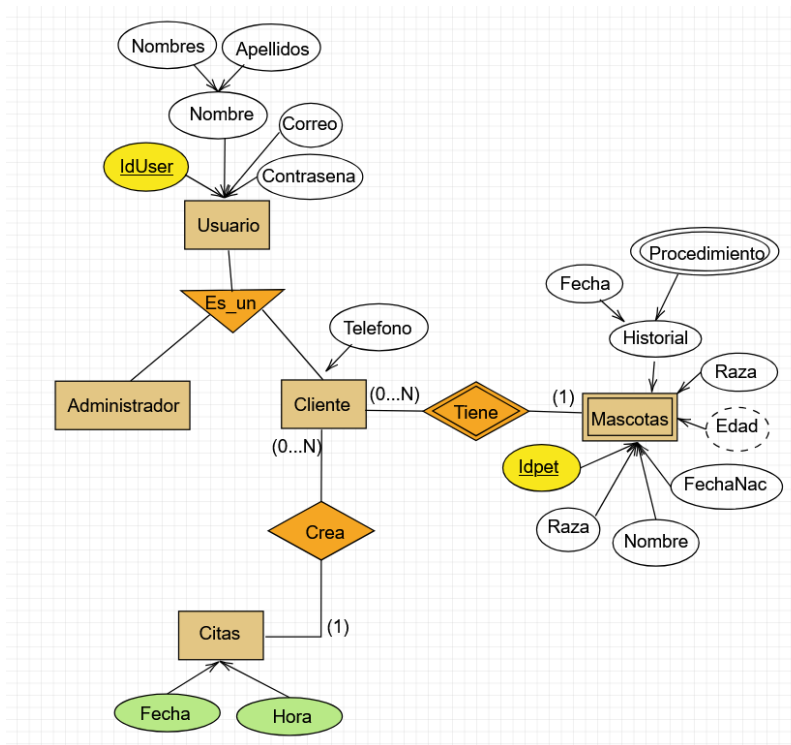 Nombres
Apellidos
Nombre
Correo
IdUser
Contrasena
Usuario
Es_un
Procedimiento
Fecha
Historial
Telefono
Raza
Administrador
Cliente
(0...N)
Tiene
(1)
Mascotas
Edad
(0...N)
Idpet
FechaNac
Raza
Nombre
Crea
Citas
(1)
Fecha
Hora